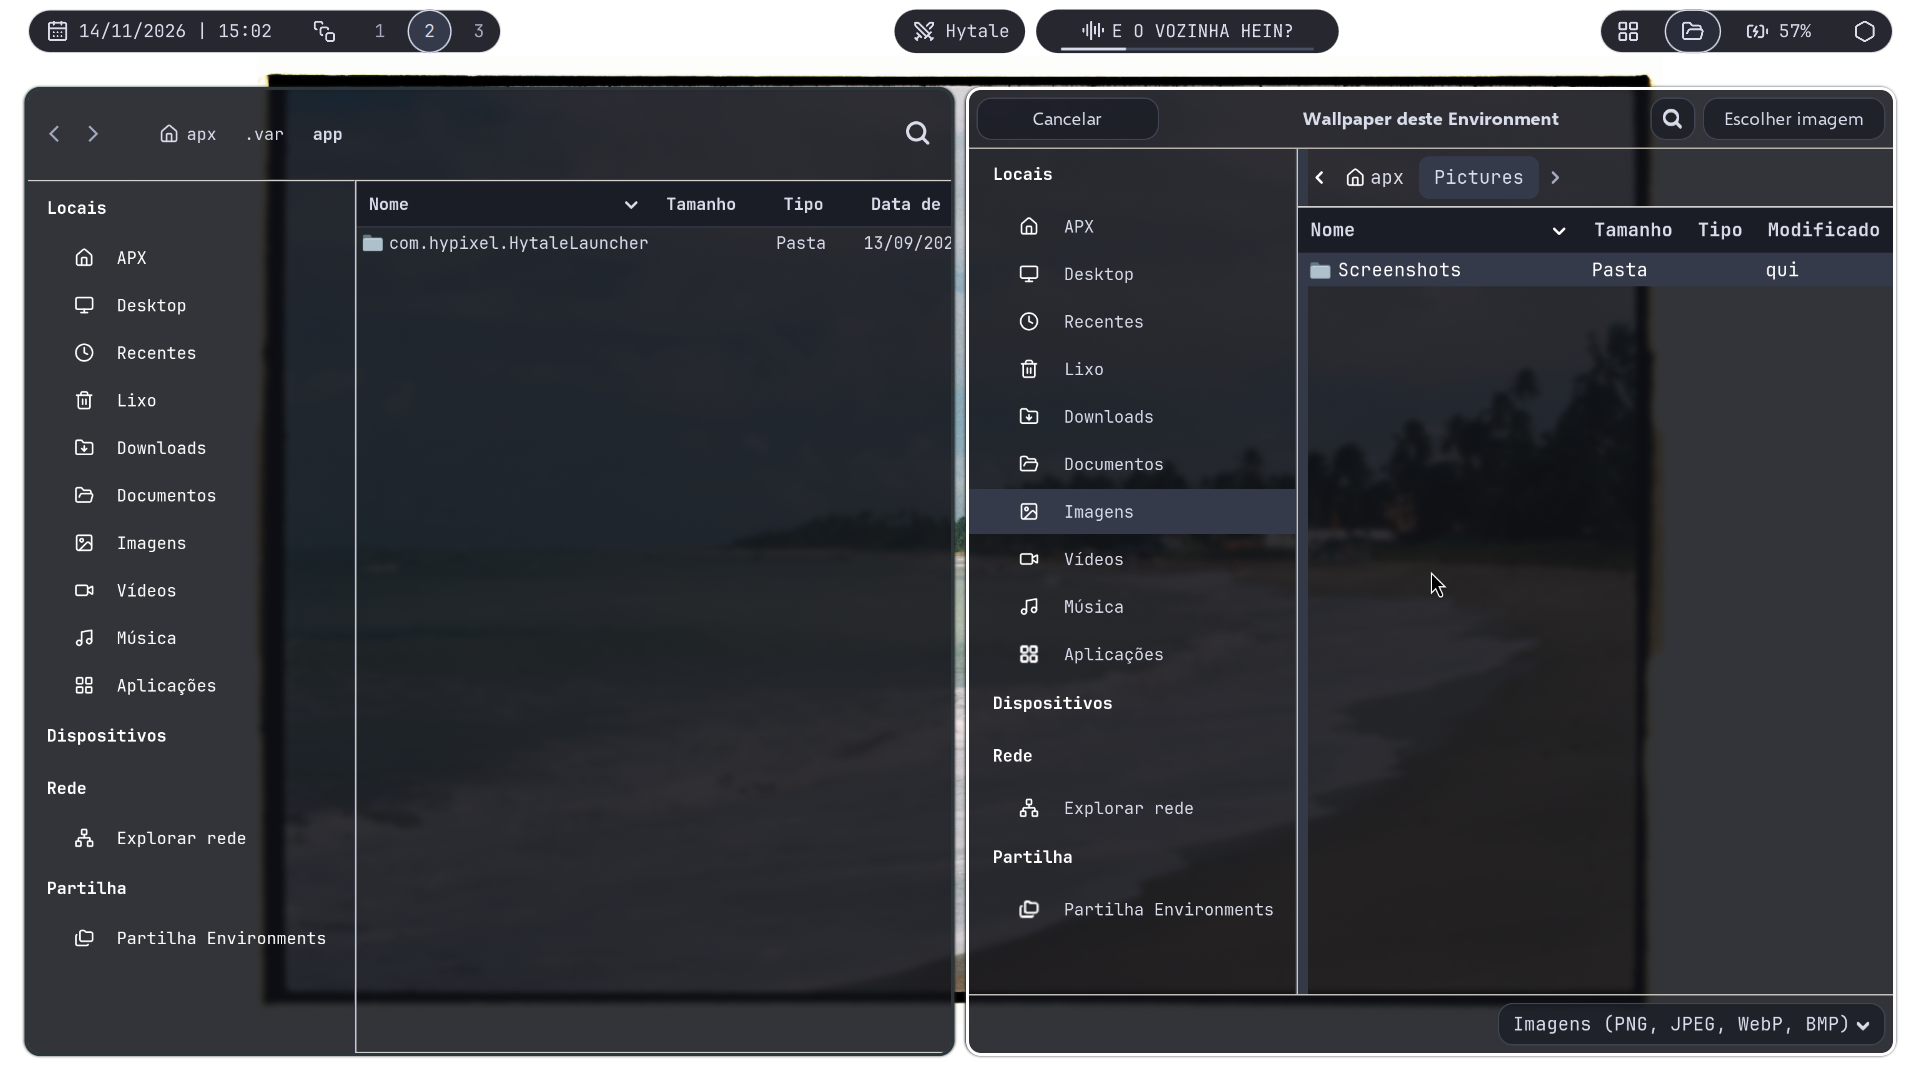 14/11/2026 | 15:02
1 2 3
Hytale
E O VOZINHA HEIN?
57%
apx .var app
Locais
APX
Desktop
Recentes
Lixo
Downloads
Documentos
Imagens
Vídeos
Música
Aplicações
Dispositivos
Rede
Explorar rede
Partilha
Partilha Environments
Nome Tamanho Tipo Data de
com.hypixel.HytaleLauncher Pasta 13/09/202
Cancelar
Wallpaper deste Environment
Escolher imagem
Locais
APX
Desktop
Recentes
Lixo
Downloads
Documentos
Imagens
Vídeos
Música
Aplicações
Dispositivos
Rede
Explorar rede
Partilha
Partilha Environments
apx Pictures
Nome Tamanho Tipo Modificado
Screenshots Pasta qui
Imagens (PNG, JPEG, WebP, BMP)